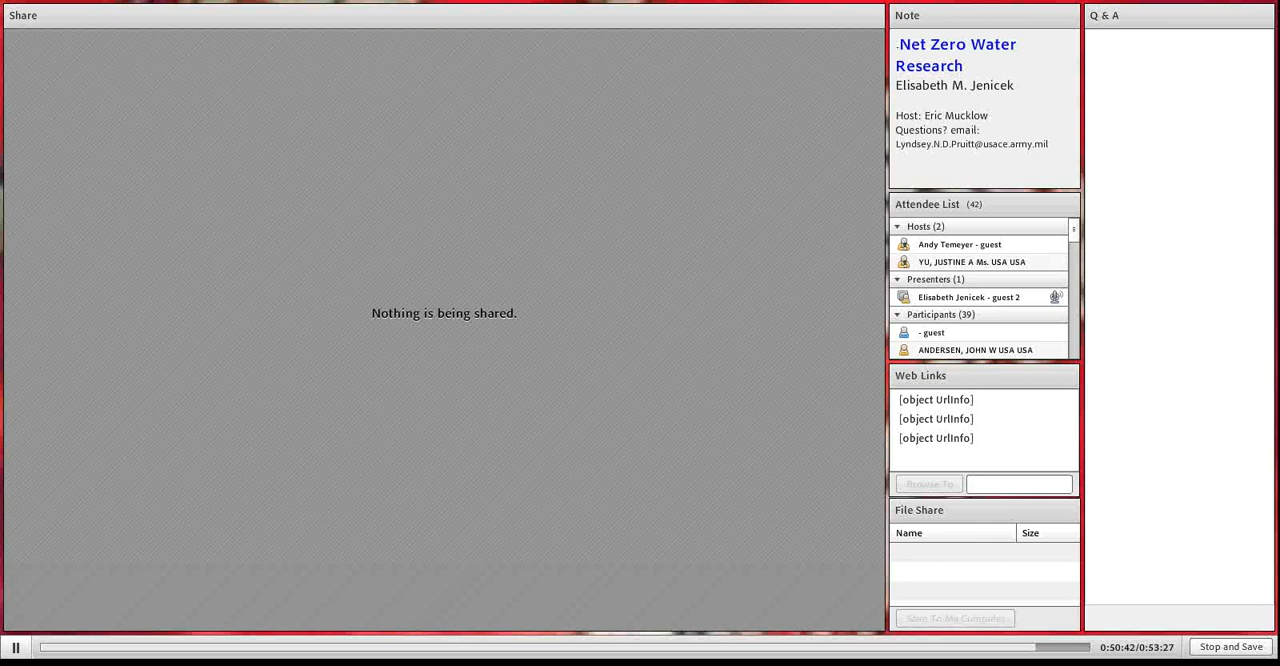 Share
Nothing is being shared.
Note
.Net Zero Water
Research
Elisabeth M. Jenicek
Host: Eric Mucklow
Questions? email:
Lyndsey.N.D.Pruitt@usace.army.mil
Attendee List (42)
Hosts (2)
Andy Temeyer - guest
YU, JUSTINE A Ms. USA USA
Presenters (1)
Elisabeth Jenicek - guest 2
Participants (39)
- guest
ANDERSEN, JOHN W USA USA
Web Links
[object UrlInfo]
[object UrlInfo]
[object UrlInfo]
Browse To
File Share
Name Size
Save To My Computer
Q & A
0:50:42/0:53:27
Stop and Save